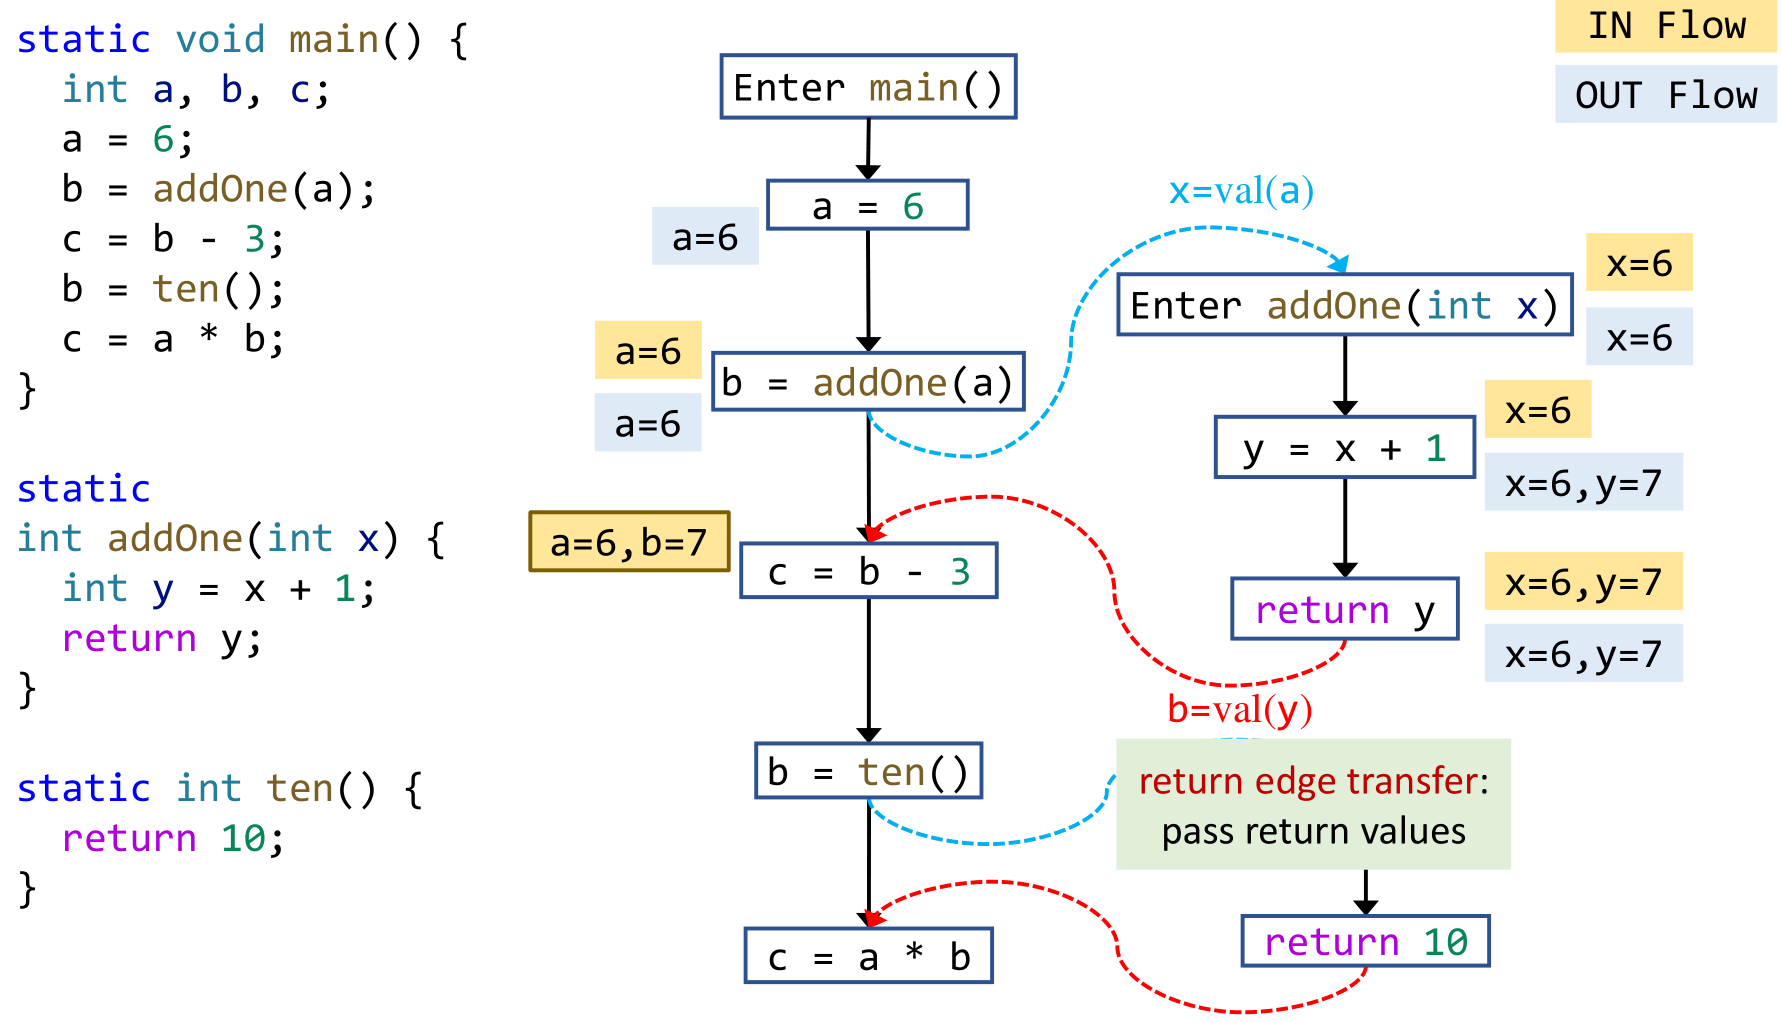 static void main() {
int a, b, c;
a = 6;
b = addOne(a);
c = b - 3;
b = ten();
c = a * b;
}
static
int addOne(int x) {
int y = x + 1;
return y;
}
static int ten() {
return 10;
}
IN Flow
OUT Flow
Enter main()
a = 6
a=6
a=6
b = addOne(a)
a=6
a=6,b=7
c = b - 3
b = ten()
c = a * b
x=val(a)
Enter addOne(int x)
x=6
x=6
y = x + 1
x=6
x=6,y=7
return y
x=6,y=7
x=6,y=7
b=val(y)
return edge transfer:
pass return values
return 10